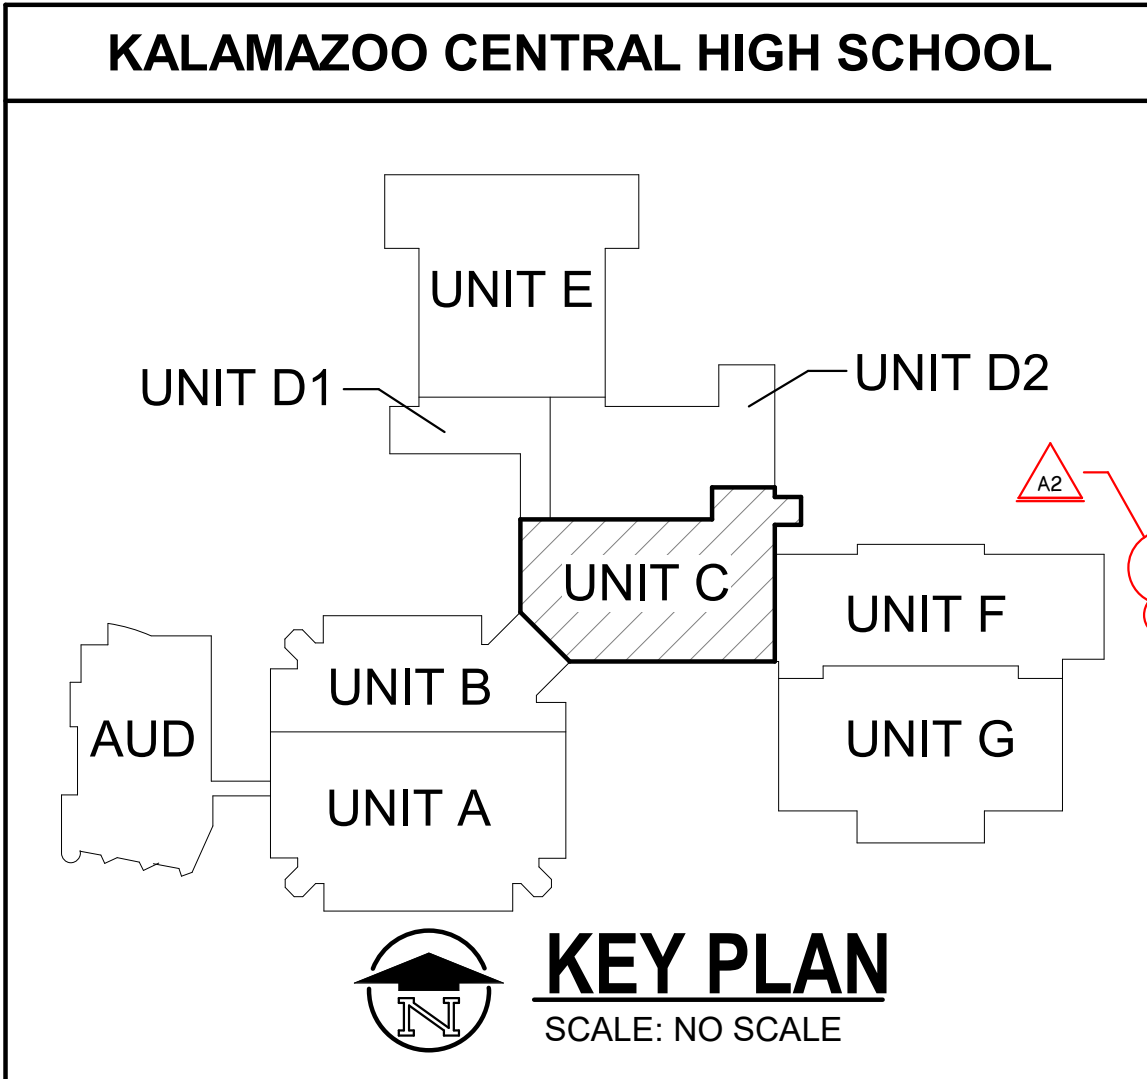 KALAMAZOO CENTRAL HIGH SCHOOL
UNIT E
UNIT D1
UNIT D2
A2
UNIT C
UNIT F
UNIT B
AUD
UNIT G
UNIT A
N
KEY PLAN
SCALE: NO SCALE